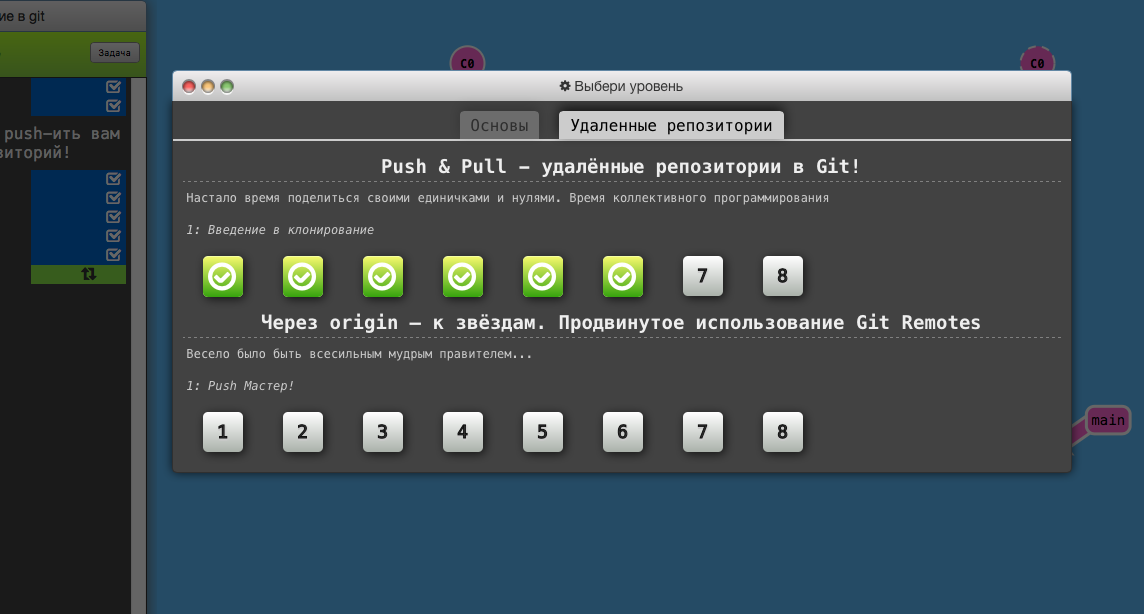 ие в git
Задача
C0
C0
push-ить вам
зиторий!
Выбери уровень
Основы
Удаленные репозитории
Push & Pull – удалённые репозитории в Git!
Настало время поделиться своими единичками и нулями. Время коллективного программирования
1: Введение в клонирование
7 8
Через origin – к звёздам. Продвинутое использование Git Remotes
Весело было быть всесильным мудрым правителем...
1: Push Мастер!
1 2 3 4 5 6 7 8
main